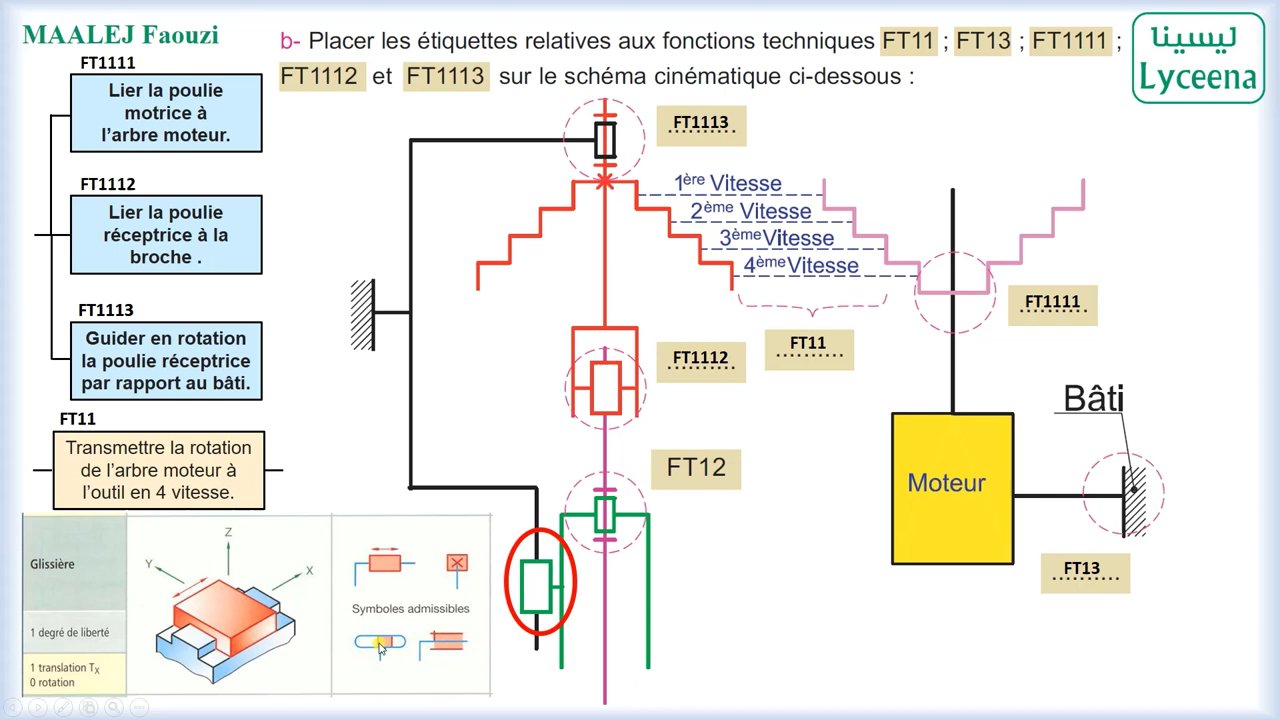 MAALEJ Faouzi
b- Placer les étiquettes relatives aux fonctions techniques FT11 ; FT13 ; FT1111 ;
FT1112 et FT1113 sur le schéma cinématique ci-dessous :
ليسينا
Lyceena
FT1111
Lier la poulie
motrice à
l'arbre moteur.
FT1112
Lier la poulie
réceptrice à la
broche .
FT1113
Guider en rotation
la poulie réceptrice
par rapport au bâti.
FT11
Transmettre la rotation
de l'arbre moteur à
l'outil en 4 vitesse.
FT1113
1ère Vitesse
2ème Vitesse
3ème Vitesse
4ème Vitesse
FT1111
FT11
FT1112
FT12
Bâti
Moteur
FT13
Glissière
1 degré de liberté
1 translation TX
0 rotation
Z
Y
X
Symboles admissibles